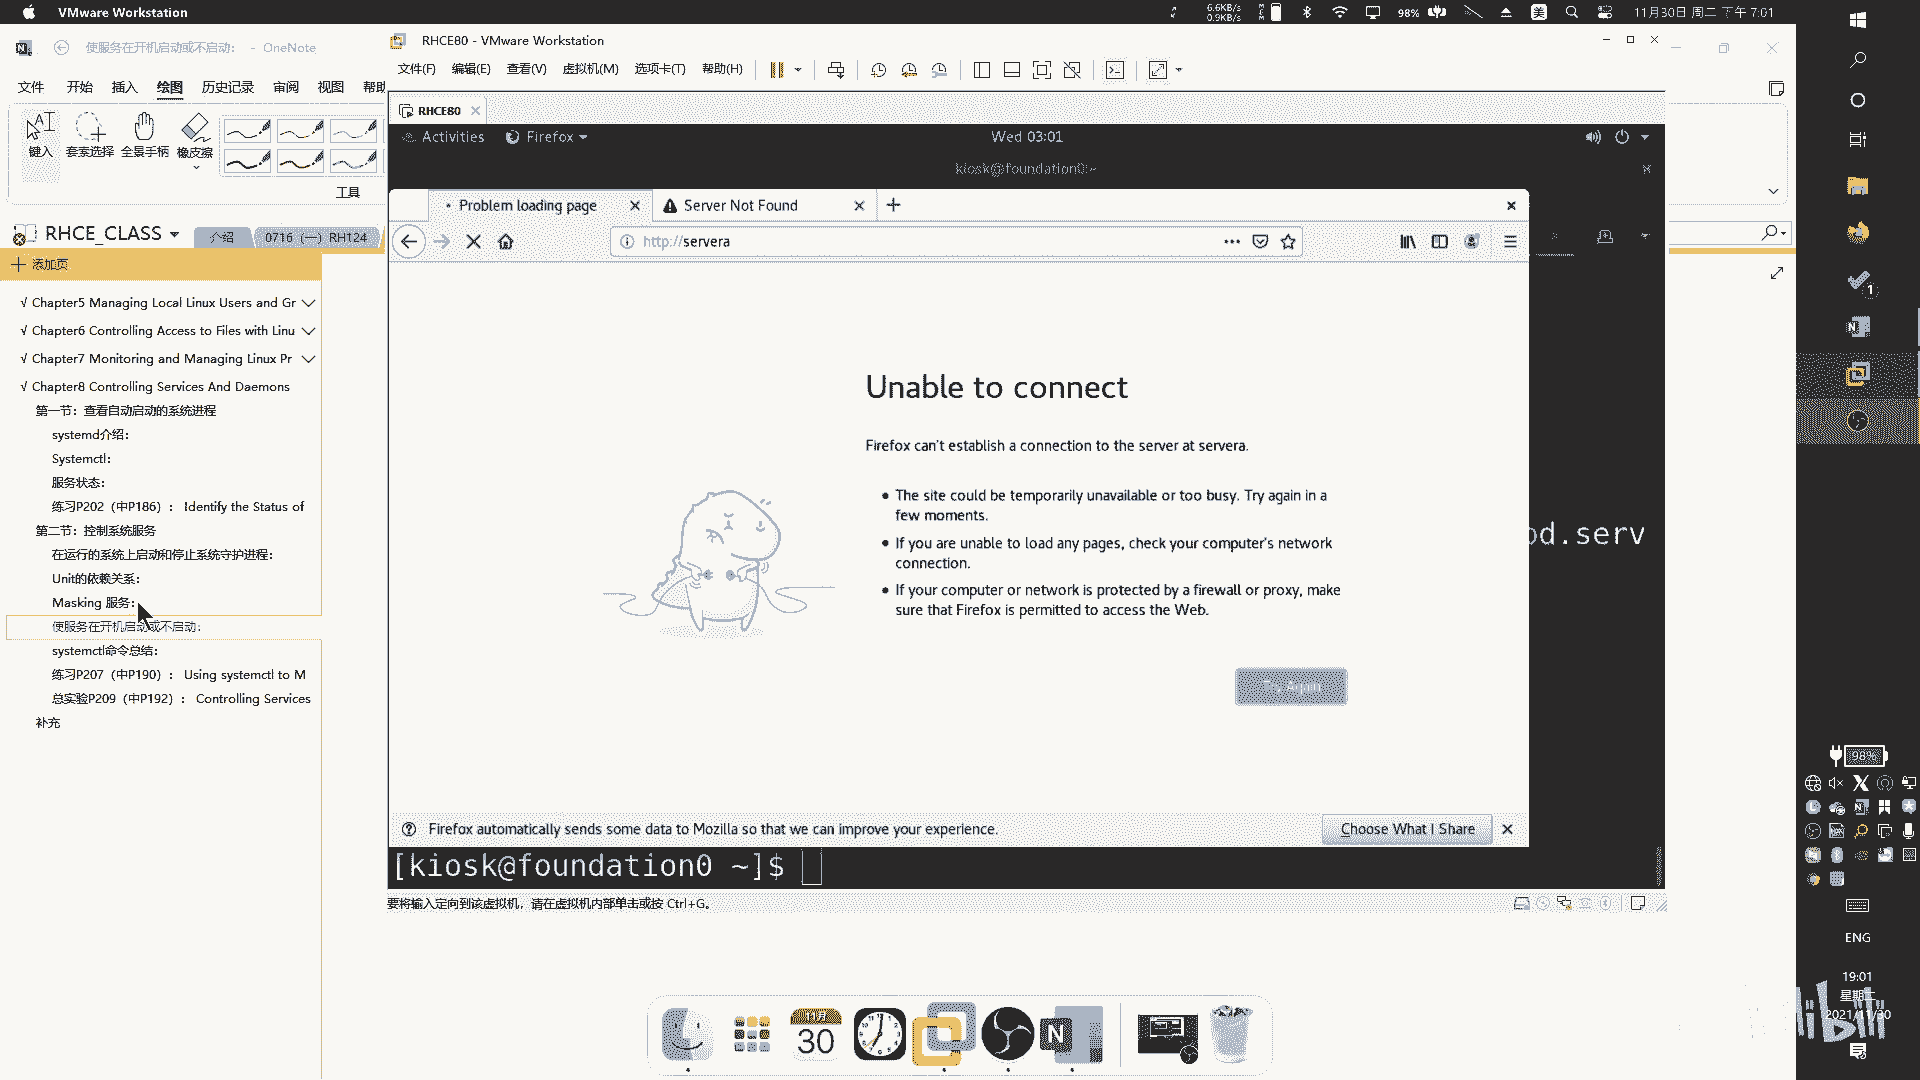 VMware Workstation
6.6KB/s
0.9KB/s
98%
美
11月30日 周二 下午 7:01
使服务在开机启动或不启动: - OneNote
文件 开始 插入 绘图 历史记录 审阅 视图 帮助
键入 套索选择 全景手柄 橡皮擦
工具
RHCE_CLASS 介绍 0716 (一) RH124
添加页
√ Chapter5 Managing Local Linux Users and Gr
√ Chapter6 Controlling Access to Files with Linu
√ Chapter7 Monitoring and Managing Linux Pr
√ Chapter8 Controlling Services And Daemons
第一节: 查看自动启动的系统进程
systemd介绍:
Systemctl:
服务状态:
练习P202（中P186）: Identify the Status of
第二节: 控制系统服务
在运行的系统上启动和停止系统守护进程:
Unit的依赖关系:
Masking 服务:
使服务在开机启动或不启动:
systemctl命令总结:
练习P207（中P190）: Using systemctl to M
总实验P209（中P192）: Controlling Services
补充
RHCE80 - VMware Workstation
文件(F) 编辑(E) 查看(V) 虚拟机(M) 选项卡(T) 帮助(H)
RHCE80
Activities Firefox Wed 03:01
kiosk@foundation0:~
Problem loading page Server Not Found
http://servera
Unable to connect
Firefox can't establish a connection to the server at servera.
The site could be temporarily unavailable or too busy. Try again in a
few moments.
If you are unable to load any pages, check your computer's network
connection.
If your computer or network is protected by a firewall or proxy, make
sure that Firefox is permitted to access the Web.
Try Again
od.serv
Firefox automatically sends some data to Mozilla so that we can improve your experience. Choose What I Share
[kiosk@foundation0 ~]$
要将输入定向到该虚拟机，请在虚拟机内部单击或按 Ctrl+G。
11月
30
N
1
98%
ENG
19:01
星期二
2021/11/30